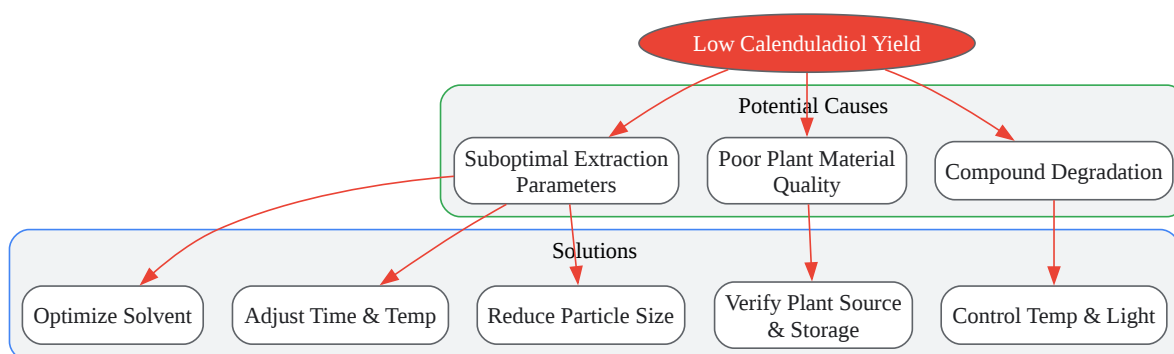 Low Calenduladiol Yield
Potential Causes
Suboptimal Extraction
Parameters
Poor Plant Material
Quality
Compound Degradation
Solutions
Optimize Solvent
Adjust Time & Temp
Reduce Particle Size
Verify Plant Source
& Storage
Control Temp & Light